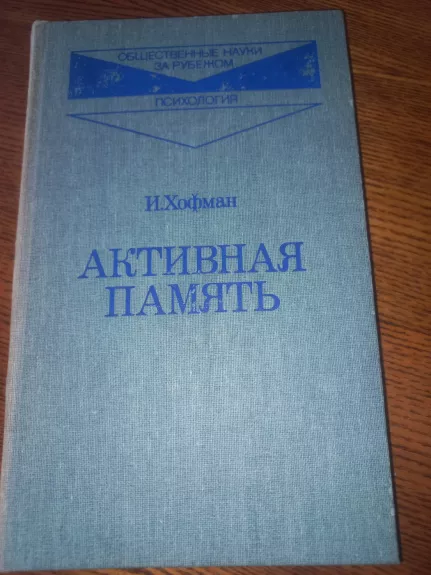 ОБЩЕСТВЕННЫЕ НАУКИ
ЗА РУБЕЖОМ
ПСИХОЛОГИЯ
И.Хофман
АКТИВНАЯ
ПАМЯТЬ